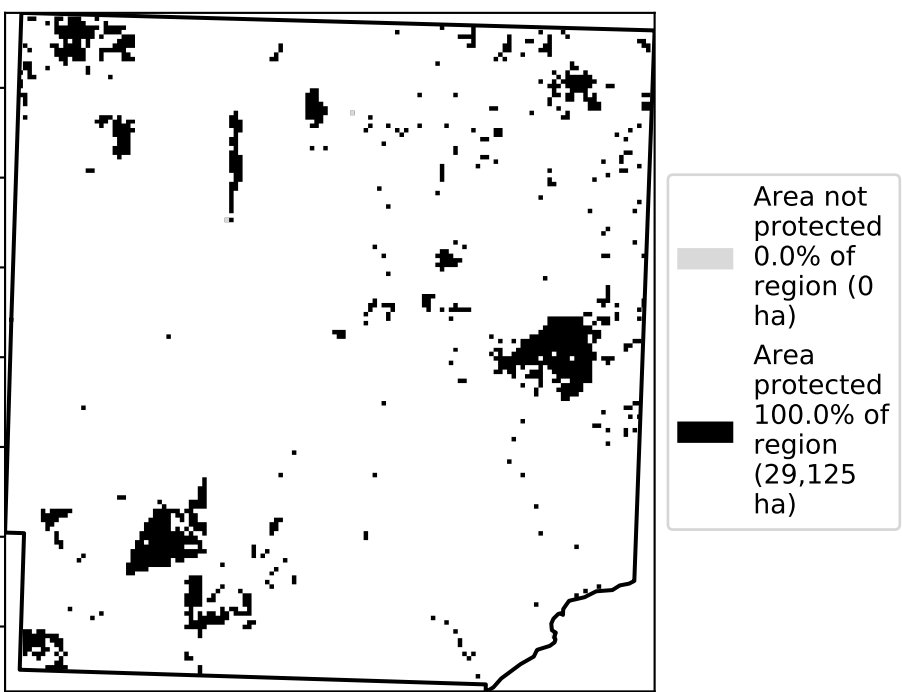 Area not
protected
0.0% of
region (0
ha)
Area
protected
100.0% of
region
(29,125
ha)